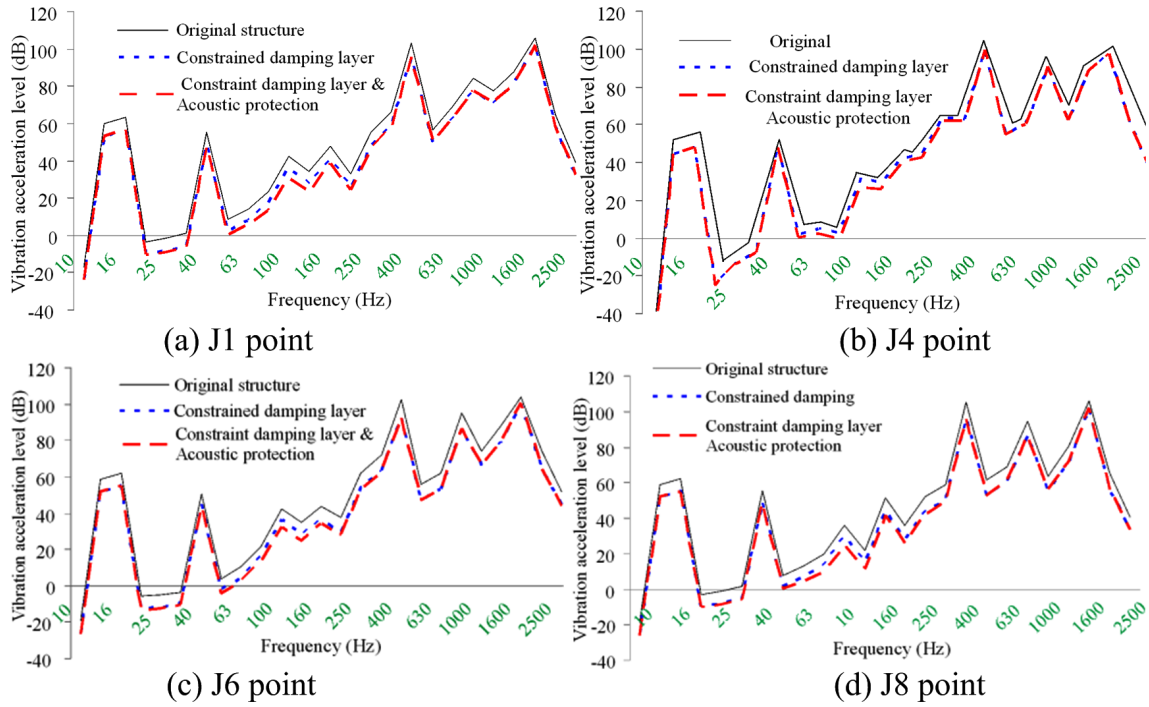 Vibration acceleration level (dB)
120
100
80
60
40
20
0
-20
-40
Original structure
Constrained damping layer
Constraint damping layer &
Acoustic protection
10 16 25 40 63 100 160 250 400 630 1000 1600 2500
Frequency (Hz)
(a) J1 point
Vibration acceleration level (dB)
120
100
80
60
40
20
0
-20
-40
Original
Constrained damping layer
Constraint damping layer
Acoustic protection
10 16 25 40 63 100 160 250 400 630 1000 1600 2500
Frequency (Hz)
(b) J4 point
Vibration acceleration level (dB)
120
100
80
60
40
20
0
-20
-40
Original structure
Constrained damping layer
Constraint damping layer &
Acoustic protection
10 16 25 40 63 100 160 250 400 630 1000 1600 2500
Frequency (Hz)
(c) J6 point
Vibration acceleration level (dB)
120
100
80
60
40
20
0
-20
-40
Original structure
Constrained damping
Constraint damping layer
Acoustic protection
10 16 25 40 63 10 160 250 400 630 1000 1600 2500
Frequency (Hz)
(d) J8 point